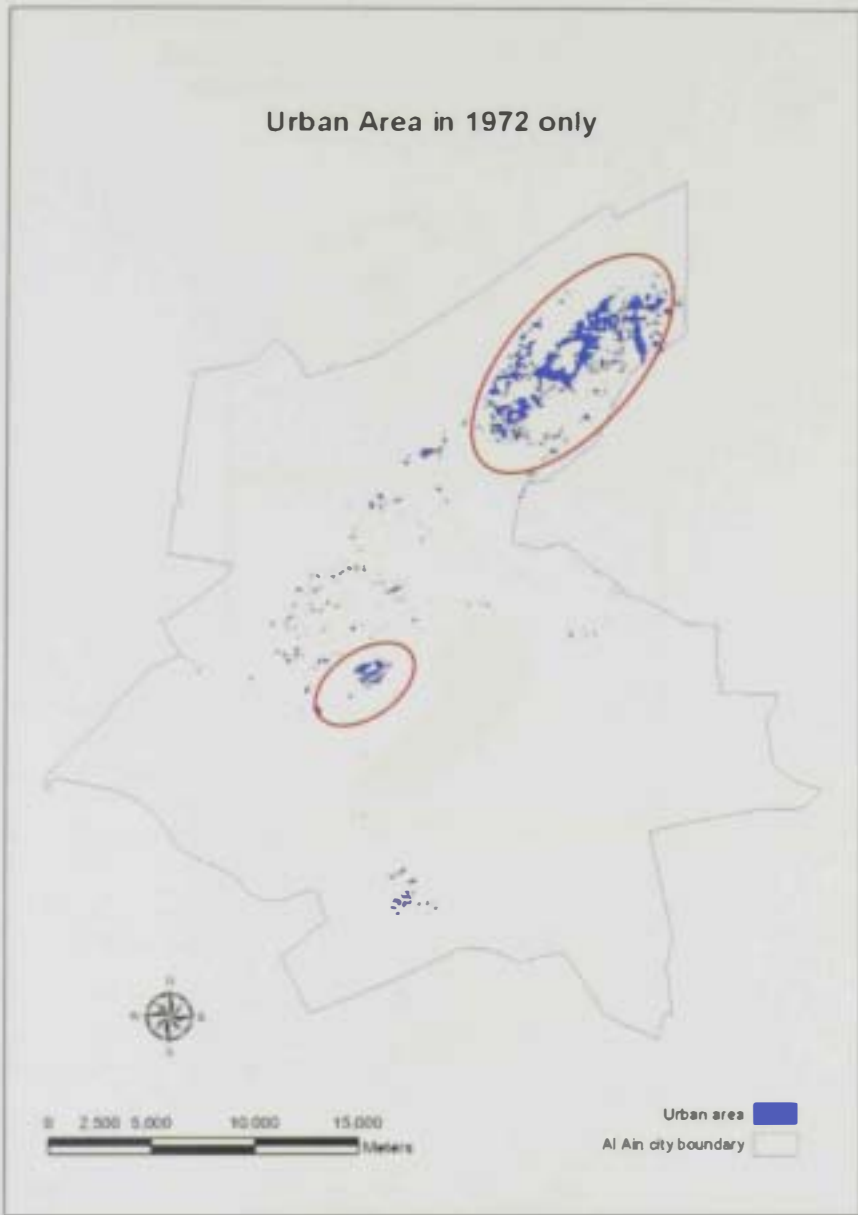 Urban Area in 1972 only
N
S
0 2.500 5.000 10.000 15.000
Meters
Urban area
Al Ain city boundary